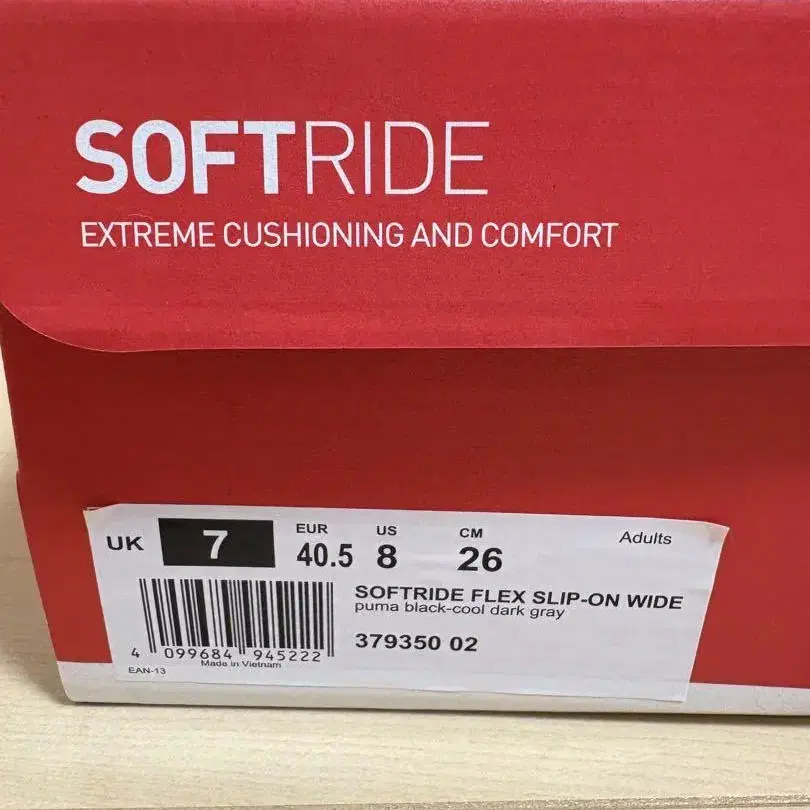 SOFTRIDE
EXTREME CUSHIONING AND COMFORT
UK 7 EUR 40.5 US 8 CM 26 Adults
SOFTRIDE FLEX SLIP-ON WIDE
puma black-cool dark gray
379350 02
4 099684 945222
Made in Vietnam
EAN-13